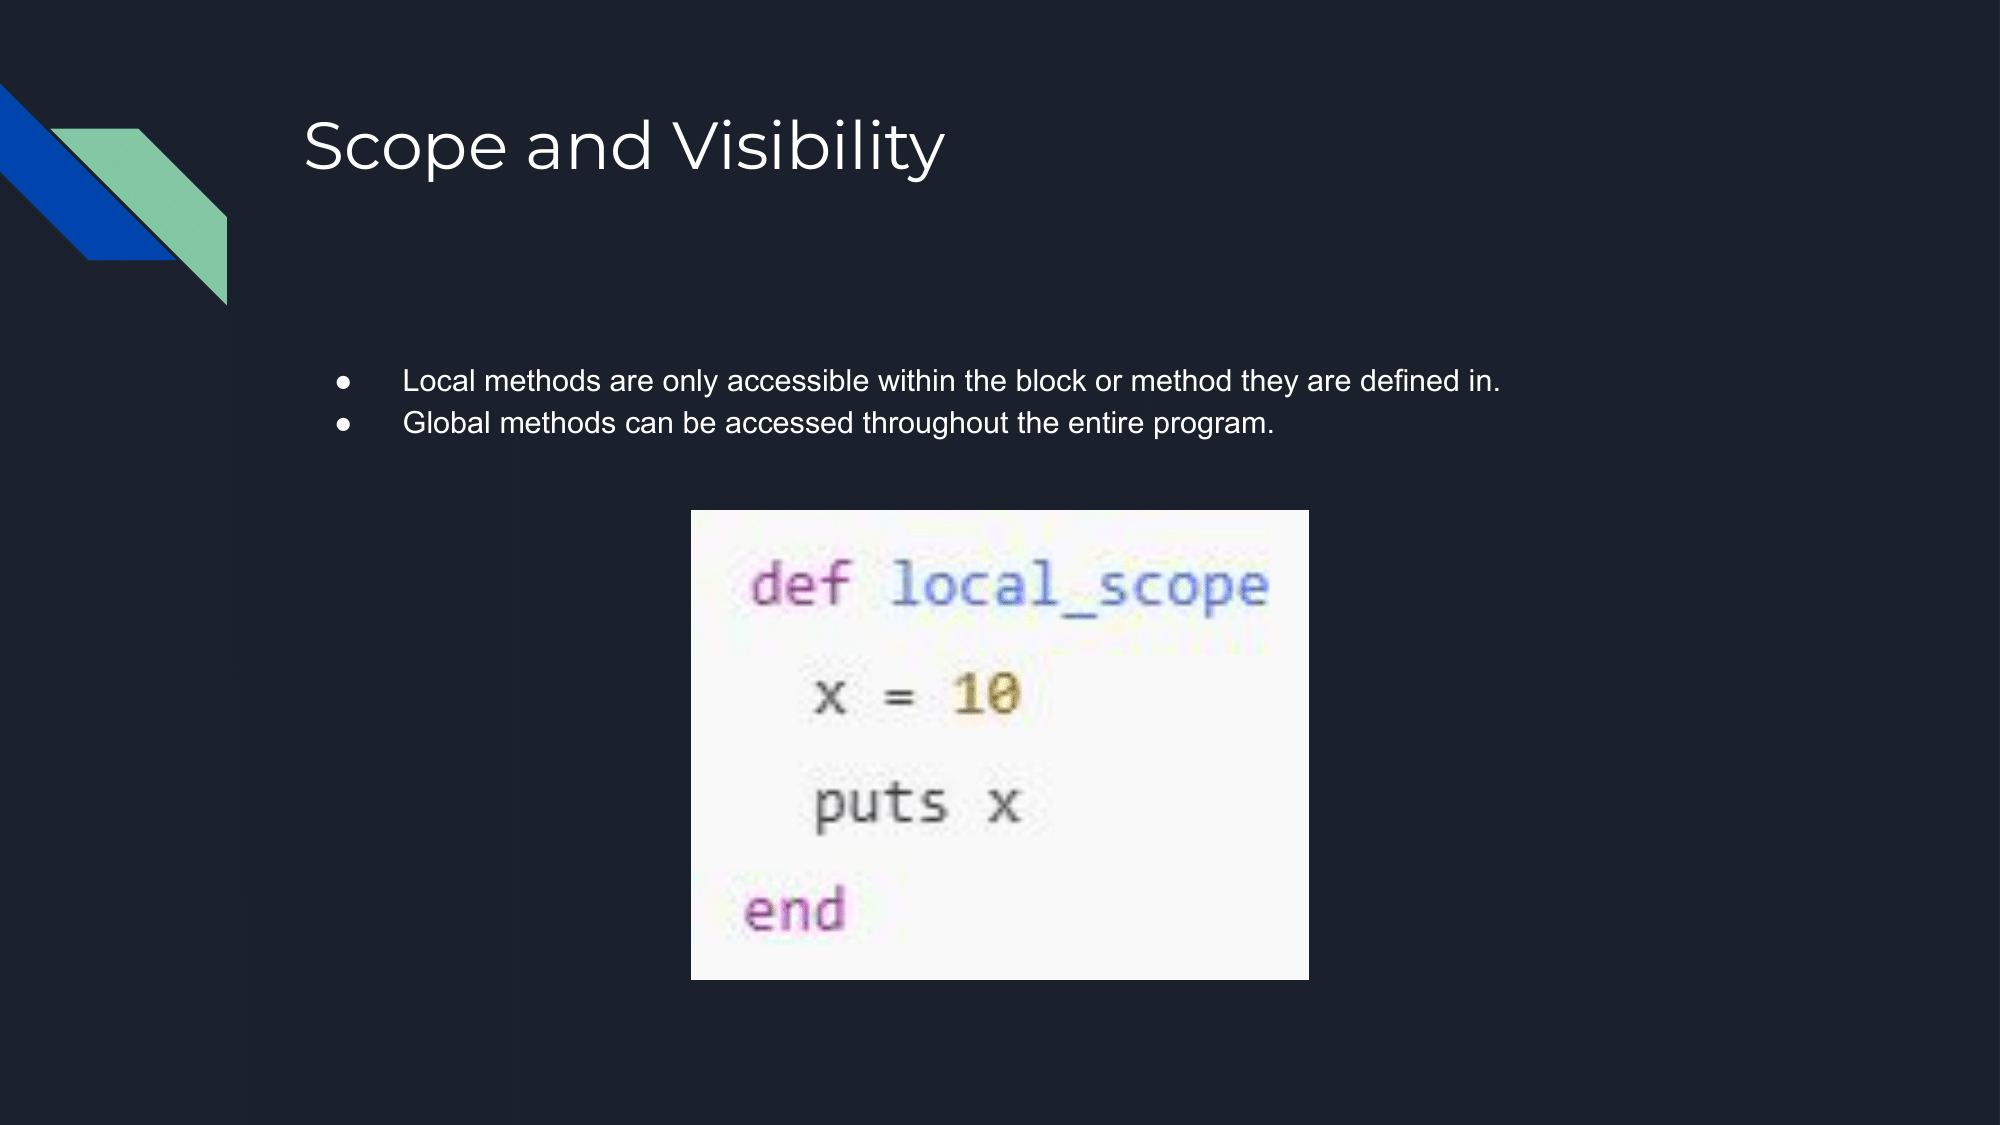 Scope and Visibility
● Local methods are only accessible within the block or method they are defined in.
● Global methods can be accessed throughout the entire program.
def local_scope
  x = 10
  puts x
end